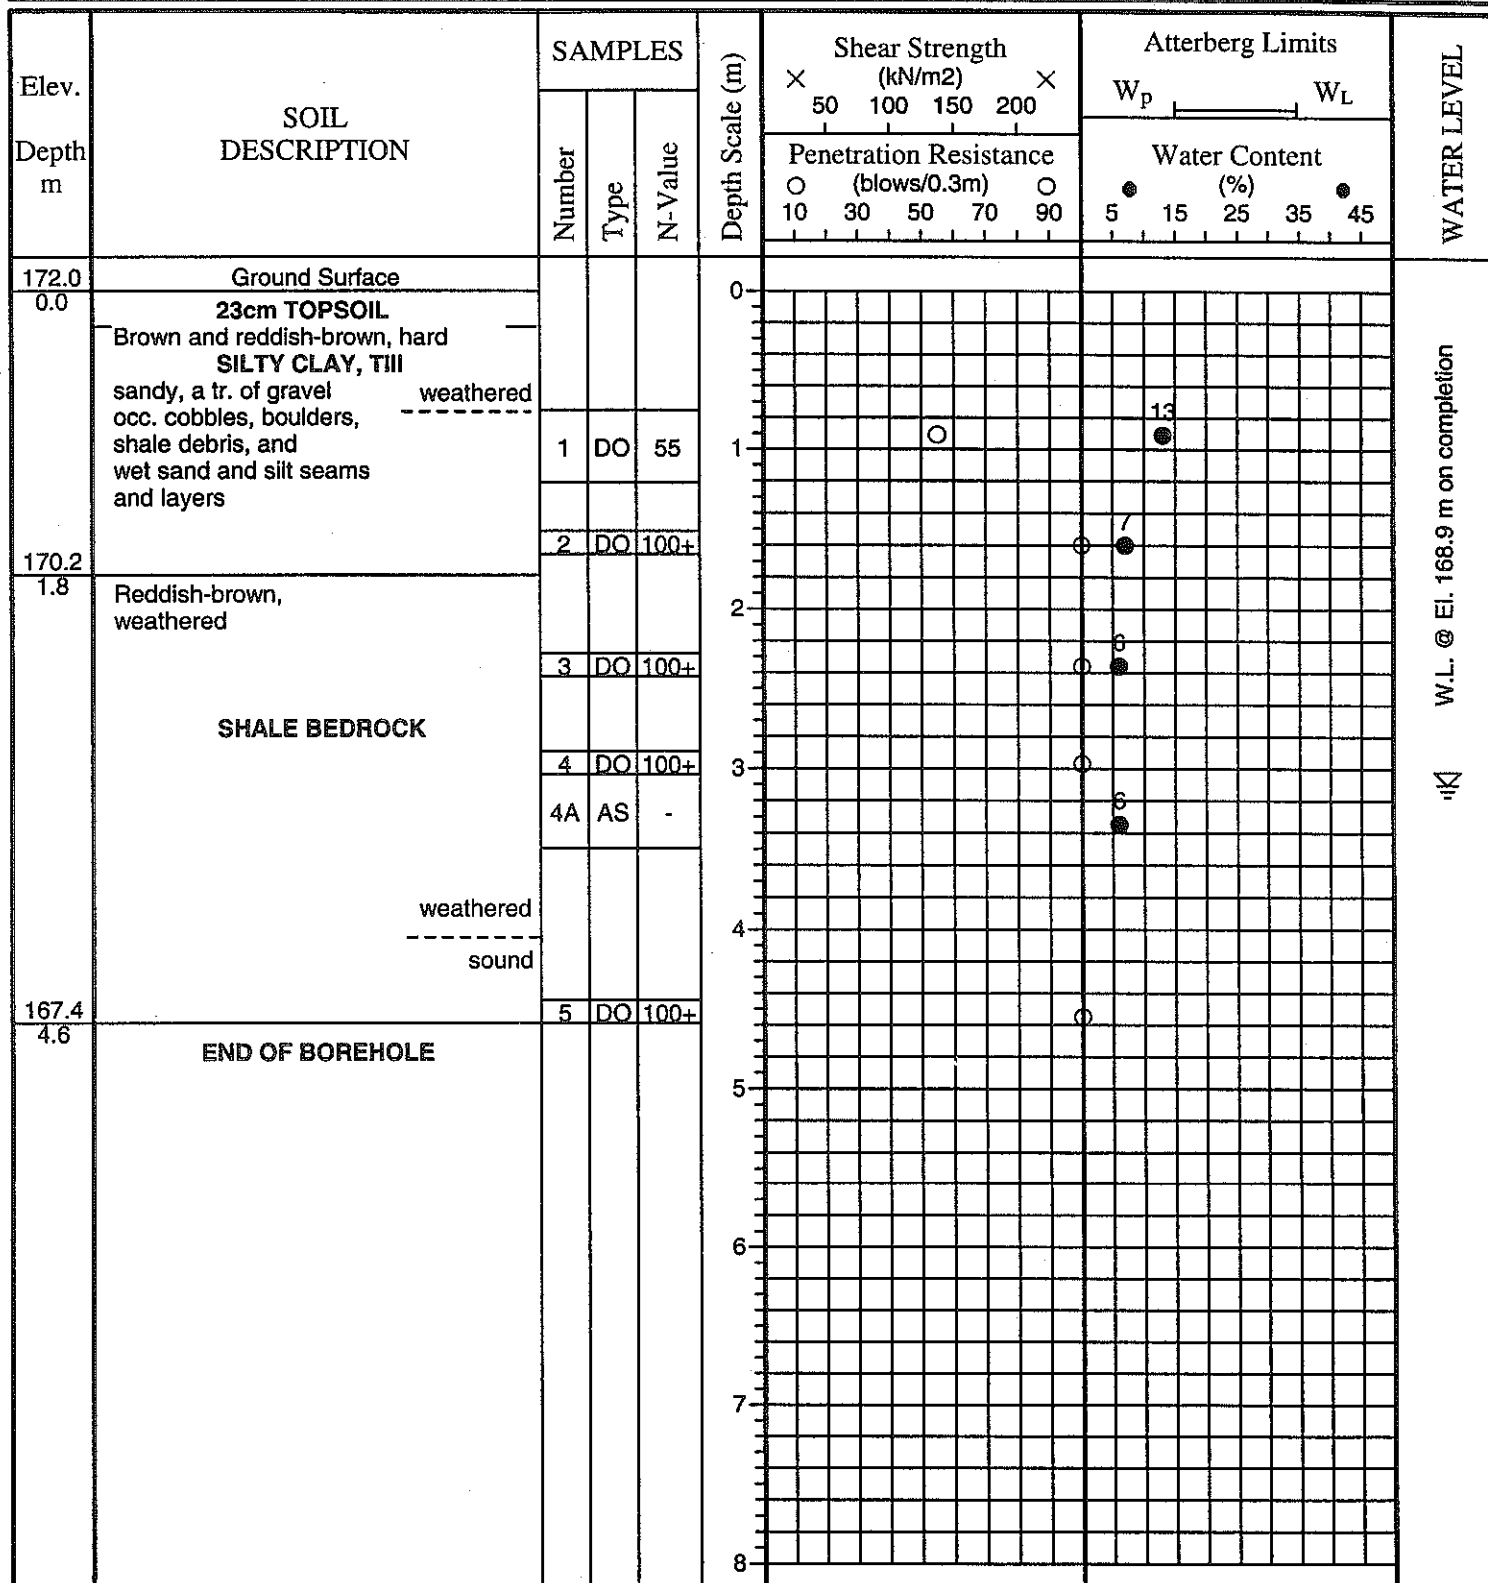 Elev.
Depth
m
SOIL
DESCRIPTION
SAMPLES
Number
Type
N-Value
Depth Scale (m)
Shear Strength
× (kN/m2) ×
50 100 150 200
Penetration Resistance
(blows/0.3m)
10 30 50 70 90
Atterberg Limits
Wp WL
Water Content
(%)
5 15 25 35 45
WATER LEVEL
172.0 Ground Surface
0.0
23cm TOPSOIL
Brown and reddish-brown, hard
SILTY CLAY, Till
sandy, a tr. of gravel weathered
occ. cobbles, boulders,
shale debris, and
wet sand and silt seams
and layers
1 DO 55
2 DO 100+
170.2
1.8
Reddish-brown,
weathered
3 DO 100+
SHALE BEDROCK
4 DO 100+
4A AS -
weathered
sound
5 DO 100+
167.4
4.6
END OF BOREHOLE
0
1
2
3
4
5
6
7
8
13
7
6
6
W.L. @ El. 168.9 m on completion